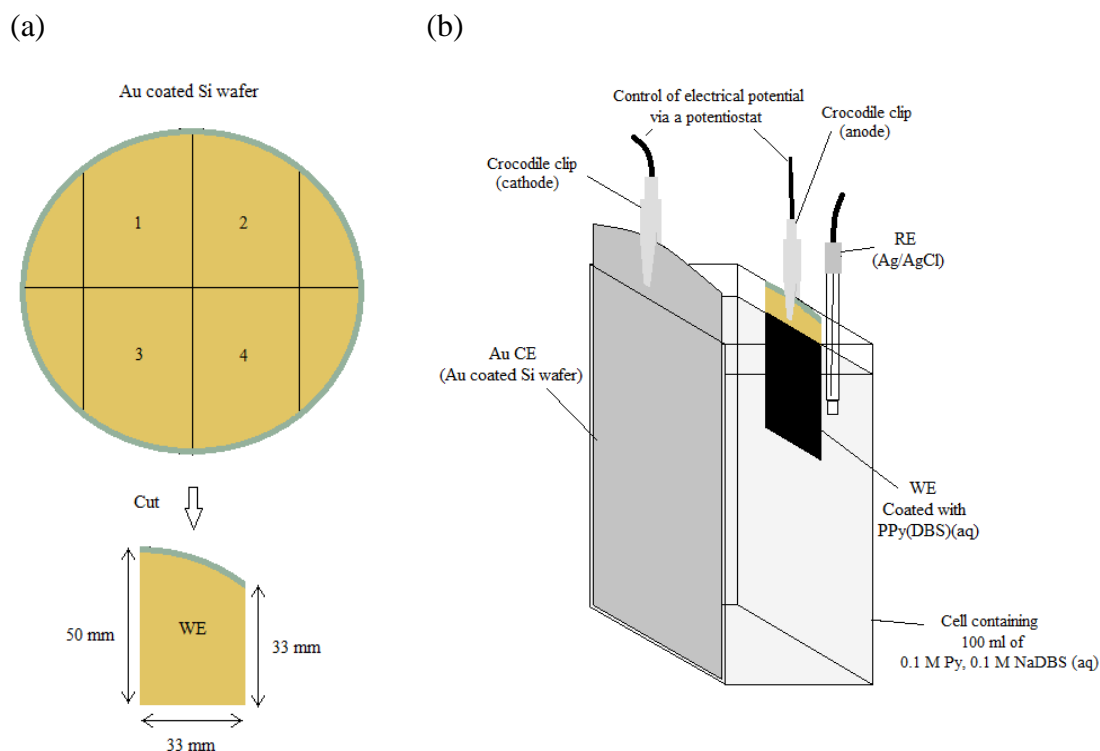 (a)
Au coated Si wafer
1
2
3
4
Cut
50 mm
WE
33 mm
33 mm
(b)
Control of electrical potential
via a potentiostat
Crocodile clip
(anode)
Crocodile clip
(cathode)
RE
(Ag/AgCl)
Au CE
(Au coated Si wafer)
WE
Coated with
PPy(DBS)(aq)
Cell containing
100 ml of
0.1 M Py, 0.1 M NaDBS (aq)